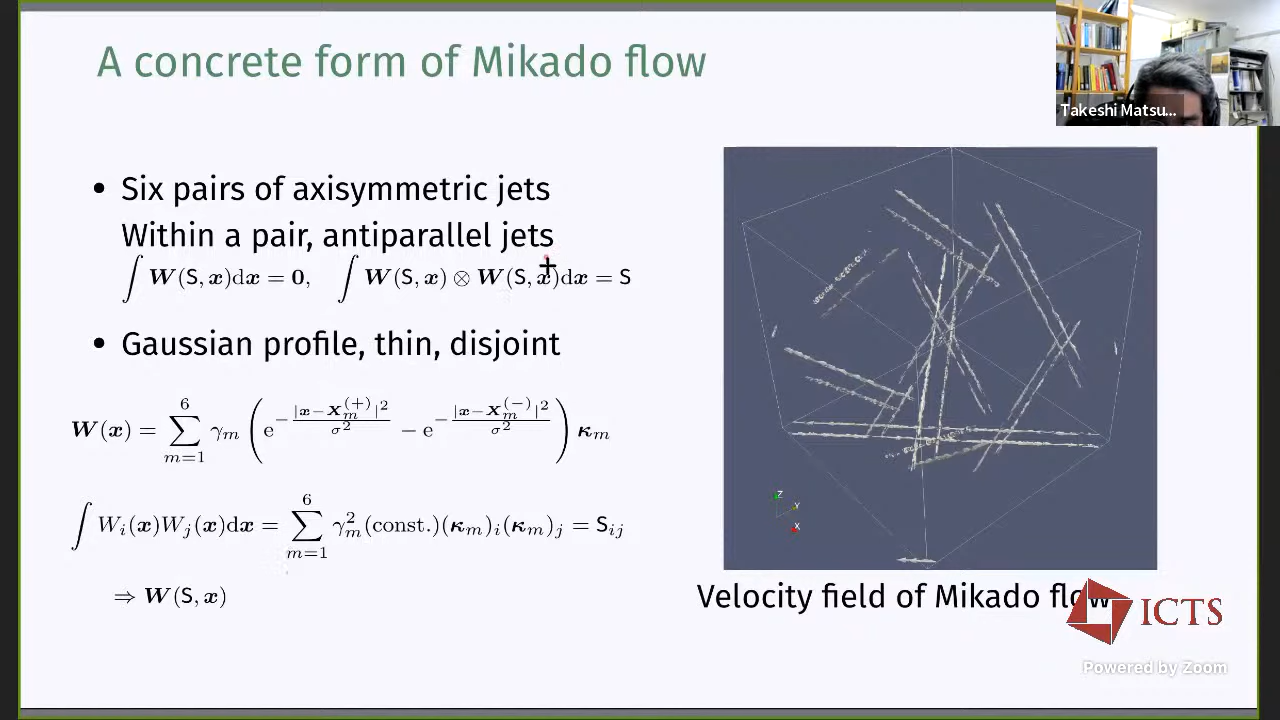 A concrete form of Mikado flow
Takeshi Matsu...
• Six pairs of axisymmetric jets
Within a pair, antiparallel jets
∫ W(S, x)dx = 0, ∫ W(S, x) ⊗ W(S, x)dx = S
• Gaussian profile, thin, disjoint
W(x) = ∑_{m=1}^{6} γ_m ( e^{−|x−X_m^{(+)}|²/σ²} − e^{−|x−X_m^{(−)}|²/σ²} ) κ_m
∫ W_i(x)W_j(x)dx = ∑_{m=1}^{6} γ_m²(const.)(κ_m)_i(κ_m)_j = S_{ij}
⇒ W(S, x)
Z
Y
X
Velocity field of Mikado flow
ICTS
Powered by Zoom